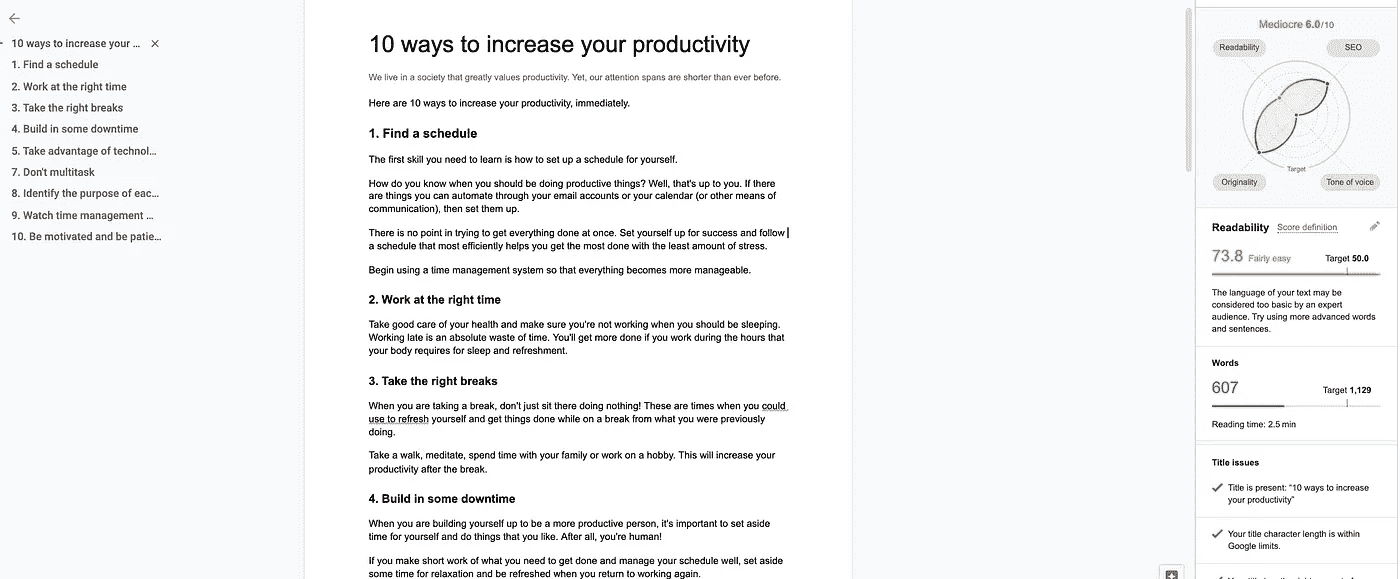 10 ways to increase your ...
1. Find a schedule
2. Work at the right time
3. Take the right breaks
4. Build in some downtime
5. Take advantage of technol...
7. Don't multitask
8. Identify the purpose of eac...
9. Watch time management ...
10. Be motivated and be patie...
10 ways to increase your productivity
We live in a society that greatly values productivity. Yet, our attention spans are shorter than ever before.
Here are 10 ways to increase your productivity, immediately.
1. Find a schedule
The first skill you need to learn is how to set up a schedule for yourself.
How do you know when you should be doing productive things? Well, that's up to you. If there
are things you can automate through your email accounts or your calendar (or other means of
communication), then set them up.
There is no point in trying to get everything done at once. Set yourself up for success and follow
a schedule that most efficiently helps you get the most done with the least amount of stress.
Begin using a time management system so that everything becomes more manageable.
2. Work at the right time
Take good care of your health and make sure you're not working when you should be sleeping.
Working late is an absolute waste of time. You'll get more done if you work during the hours that
your body requires for sleep and refreshment.
3. Take the right breaks
When you are taking a break, don't just sit there doing nothing! These are times when you could
use to refresh yourself and get things done while on a break from what you were previously
doing.
Take a walk, meditate, spend time with your family or work on a hobby. This will increase your
productivity after the break.
4. Build in some downtime
When you are building yourself up to be a more productive person, it's important to set aside
time for yourself and do things that you like. After all, you're human!
If you make short work of what you need to get done and manage your schedule well, set aside
some time for relaxation and be refreshed when you return to working again.
Mediocre 6.0/10
Readability
SEO
Target
Originality
Tone of voice
Readability Score definition
73.8 Fairly easy Target 50.0
The language of your text may be
considered too basic by an expert
audience. Try using more advanced words
and sentences.
Words
607 Target 1,129
Reading time: 2.5 min
Title issues
Title is present: "10 ways to increase
your productivity"
Your title character length is within
Google limits.